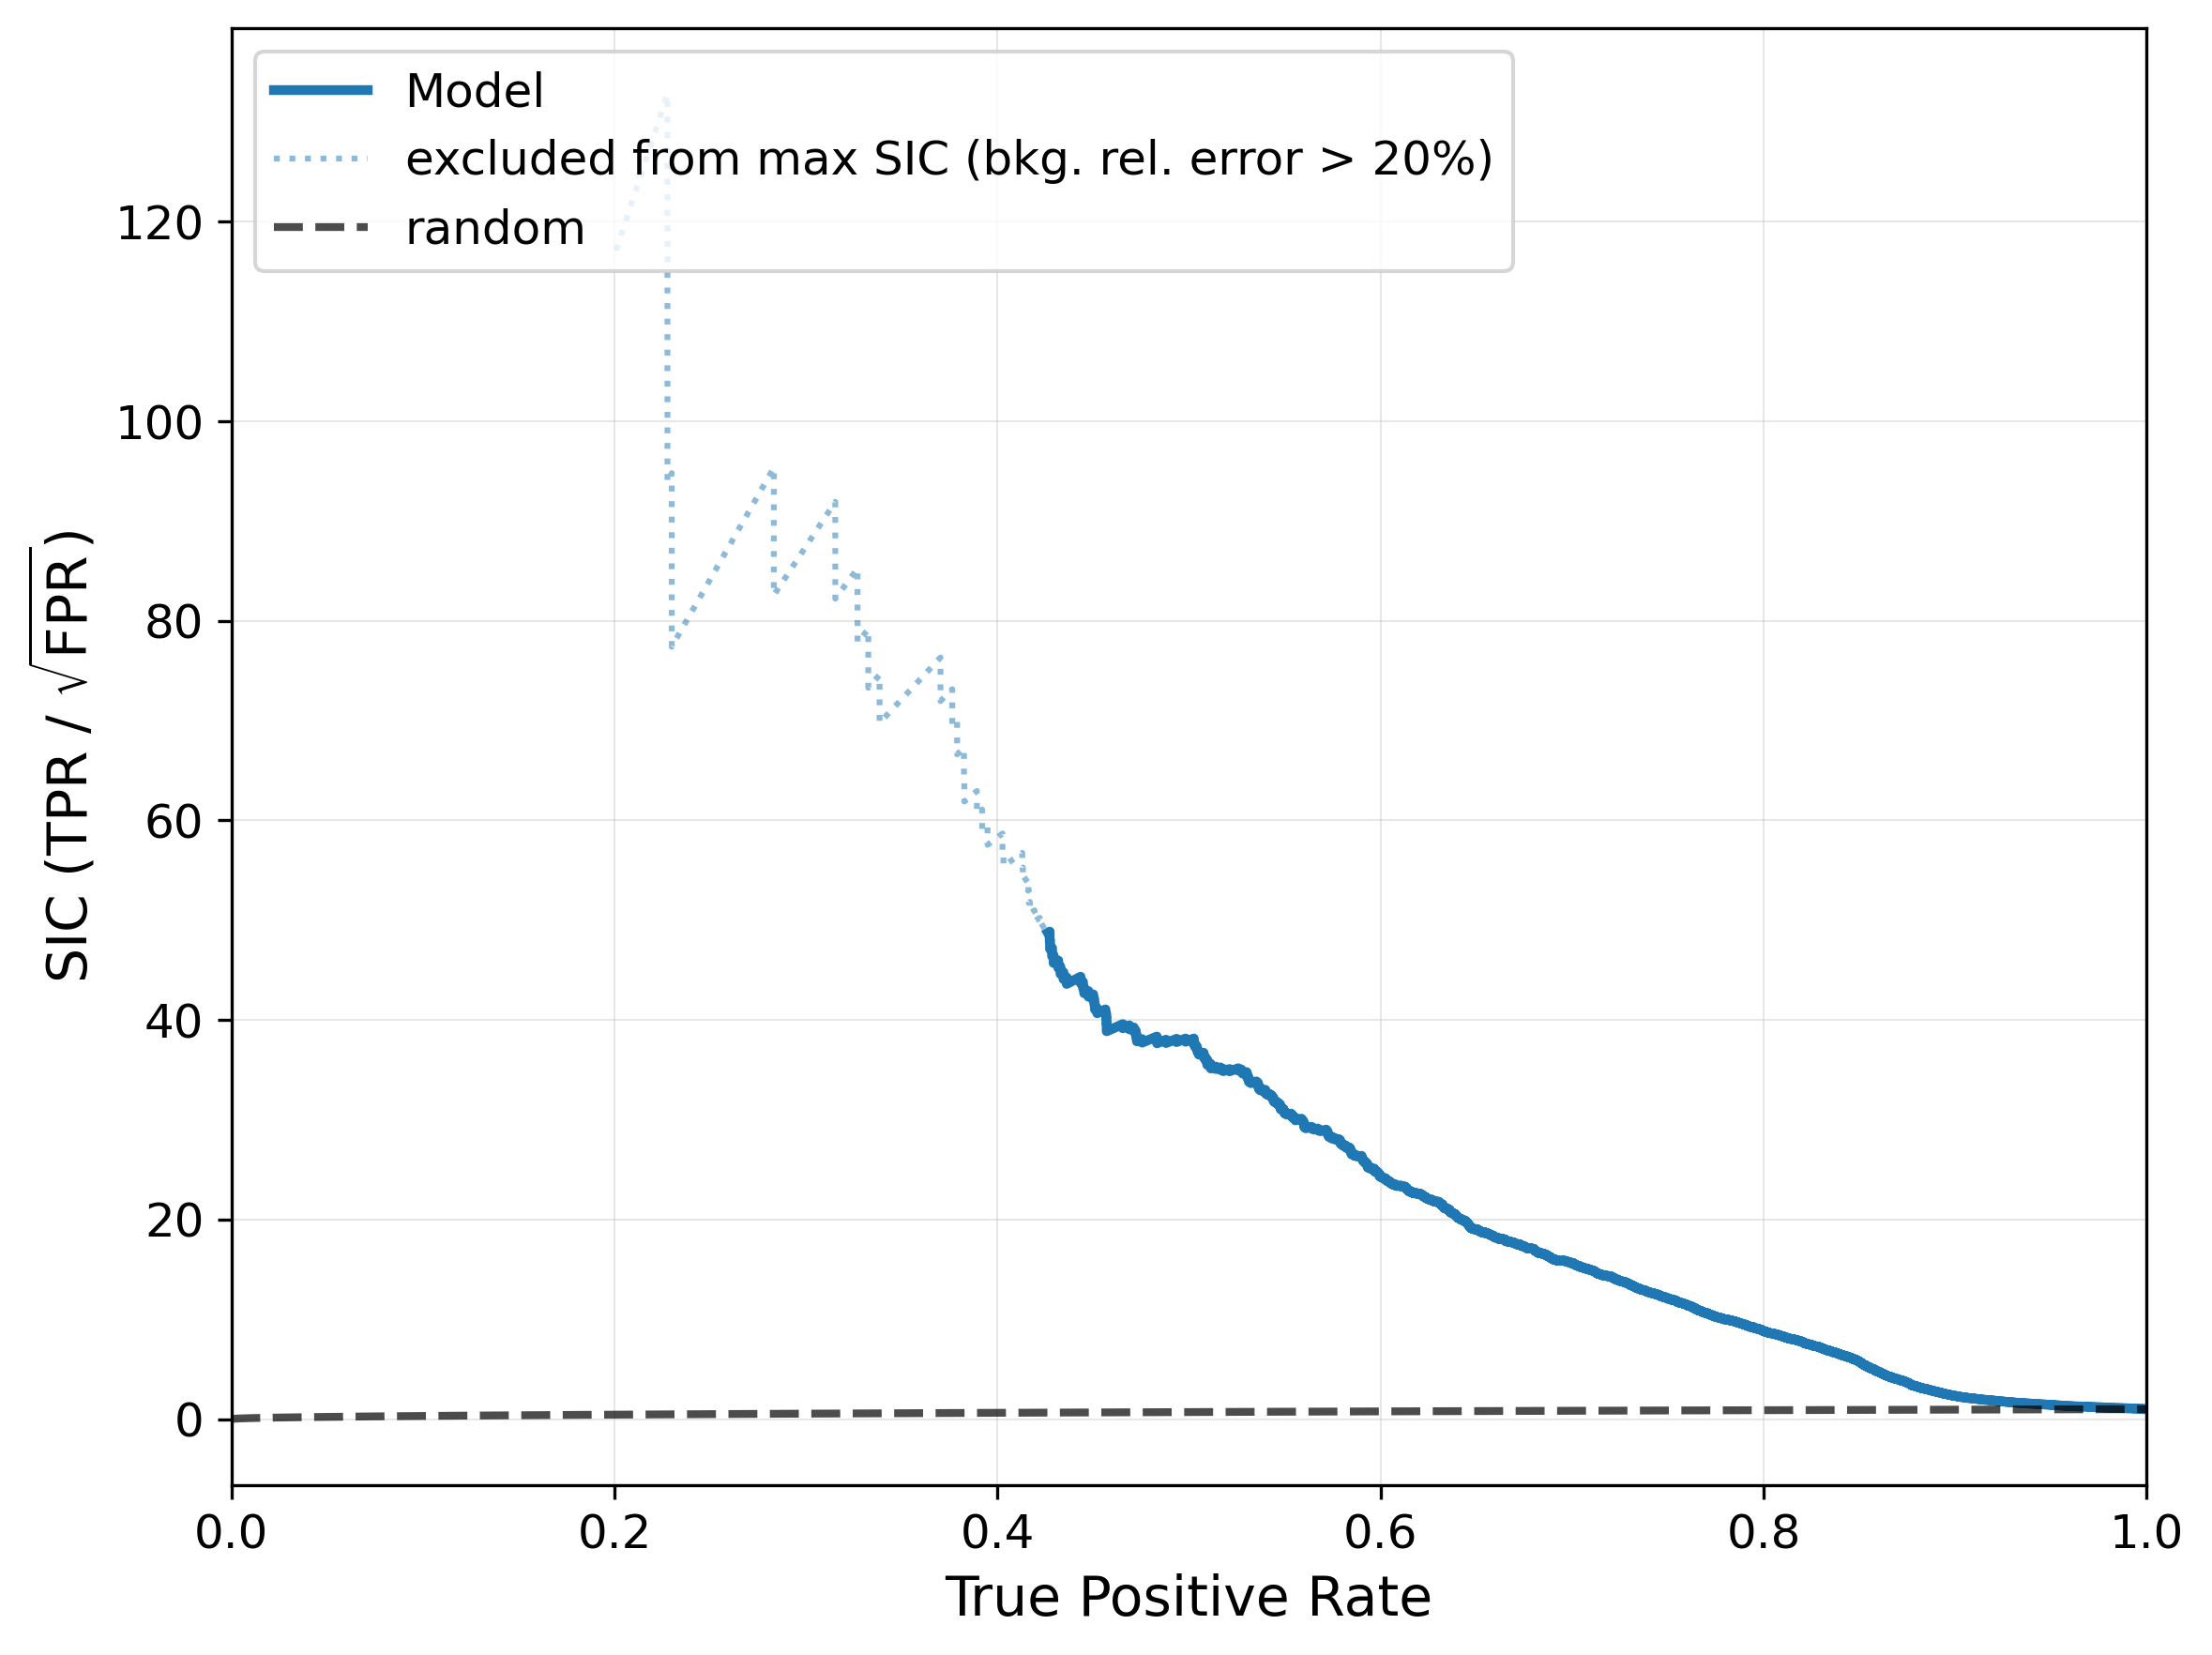 Model
excluded from max SIC (bkg. rel. error > 20%)
random
120
100
80
60
40
20
0
SIC (TPR / √FPR)
0.0 0.2 0.4 0.6 0.8 1.0
True Positive Rate